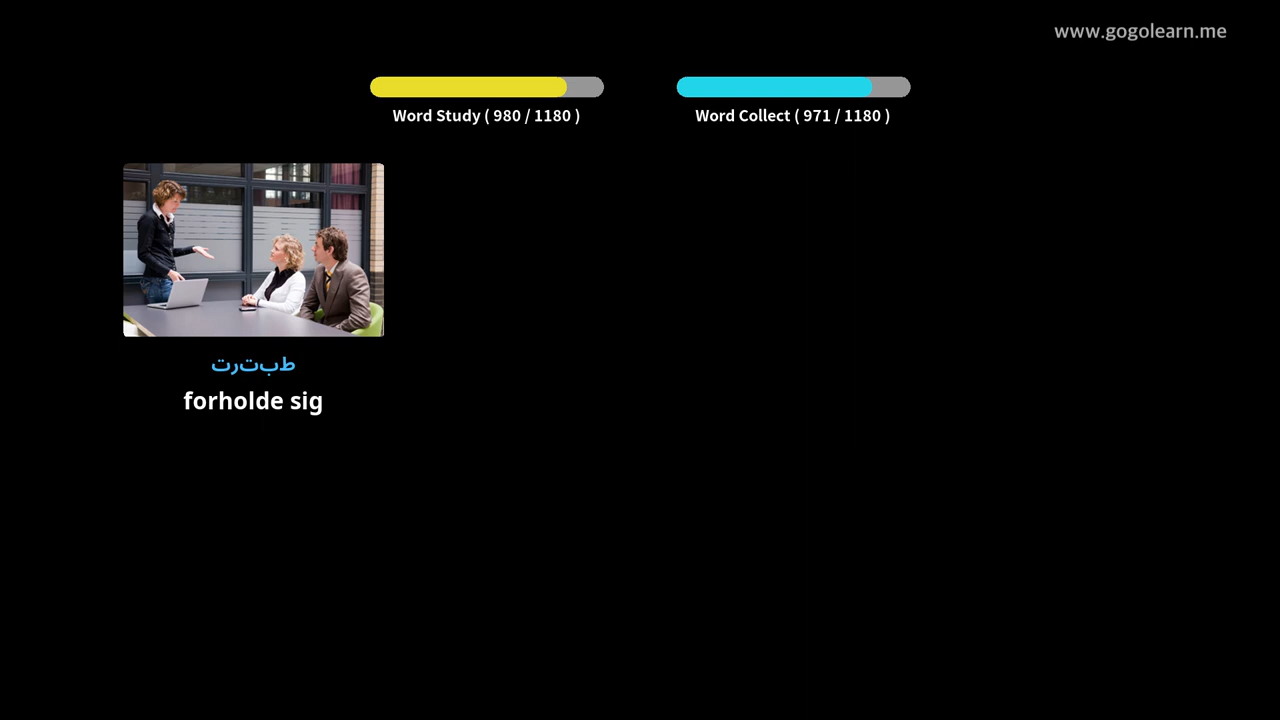 www.gogolearn.me
Word Study ( 980 / 1180 )
Word Collect ( 971 / 1180 )
طبترت
forholde sig